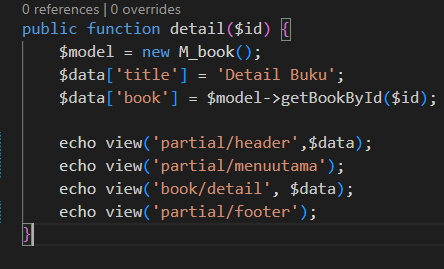 0 references | 0 overrides
public function detail($id) {
$model = new M_book();
$data['title'] = 'Detail Buku';
$data['book'] = $model->getBookById($id);
echo view('partial/header',$data);
echo view('partial/menuutama');
echo view('book/detail', $data);
echo view('partial/footer');
}